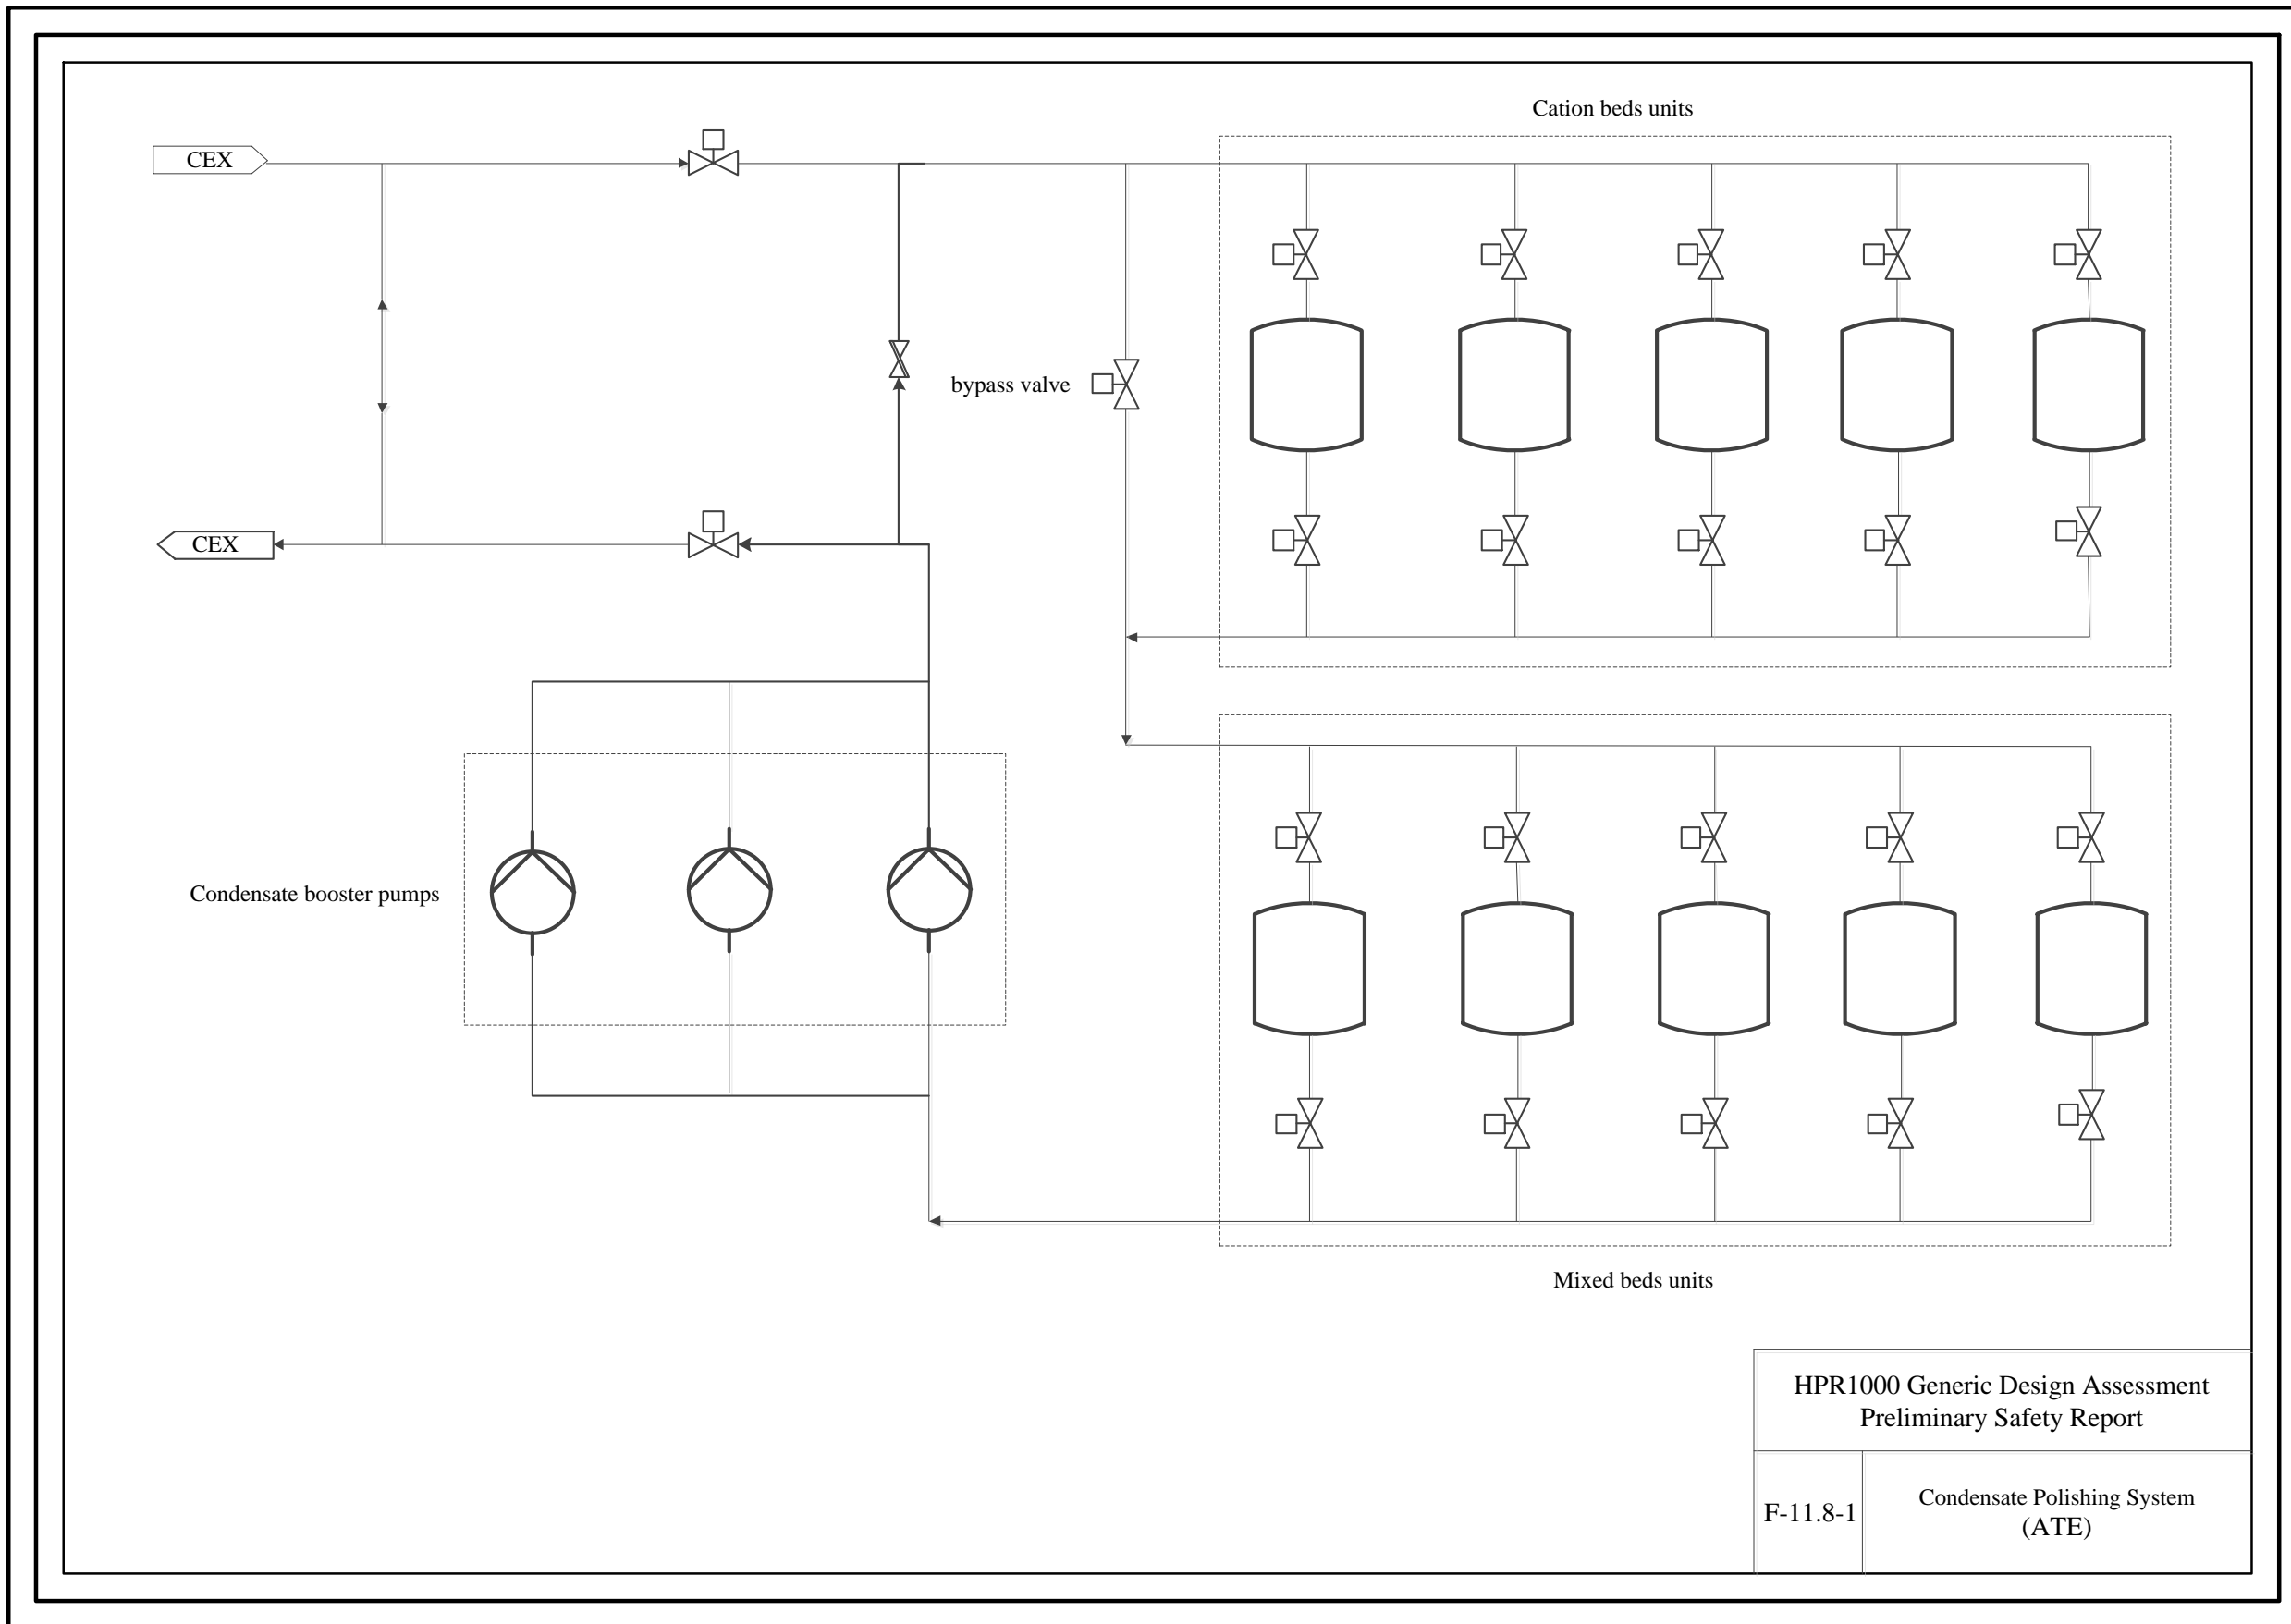 Cation beds units
CEX
bypass valve
CEX
Condensate booster pumps
Mixed beds units
HPR1000 Generic Design Assessment
Preliminary Safety Report
F-11.8-1
Condensate Polishing System
(ATE)